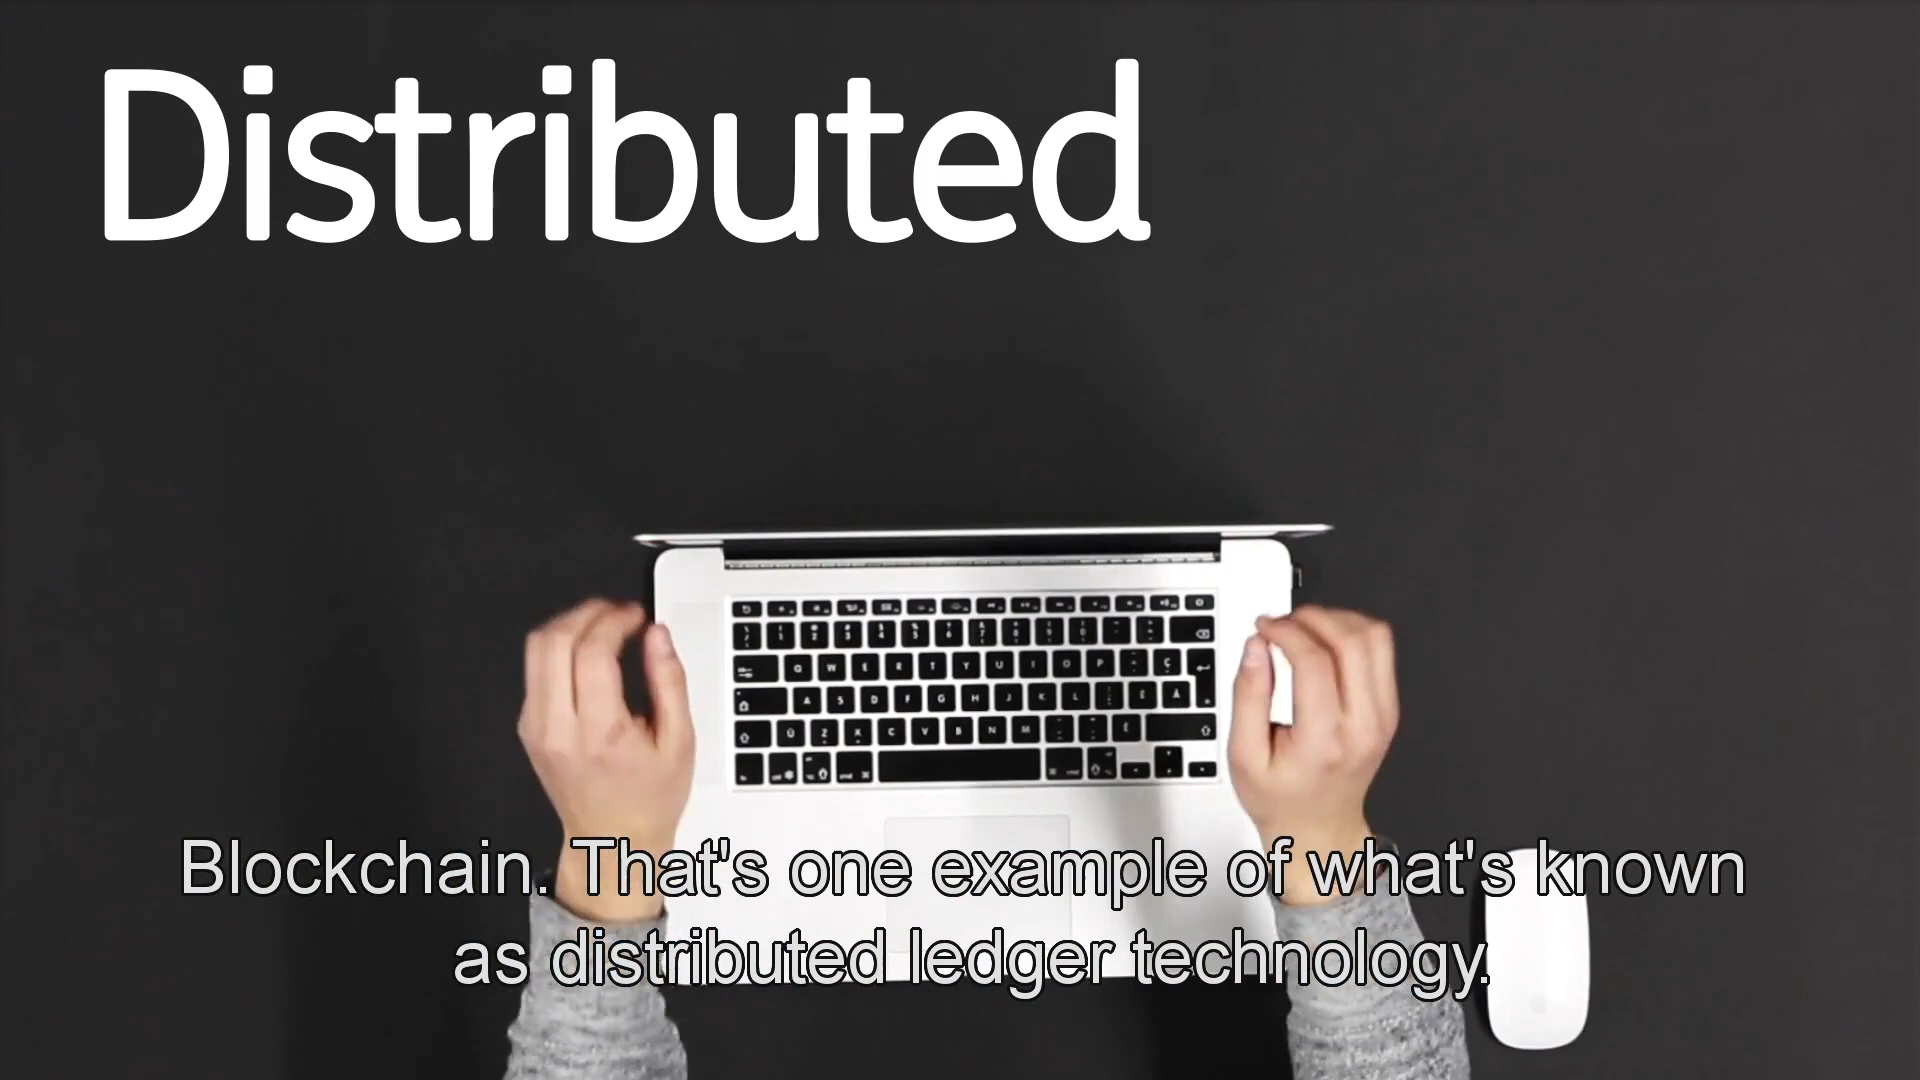 Distributed
Blockchain. That's one example of what's known
as distributed ledger technology.